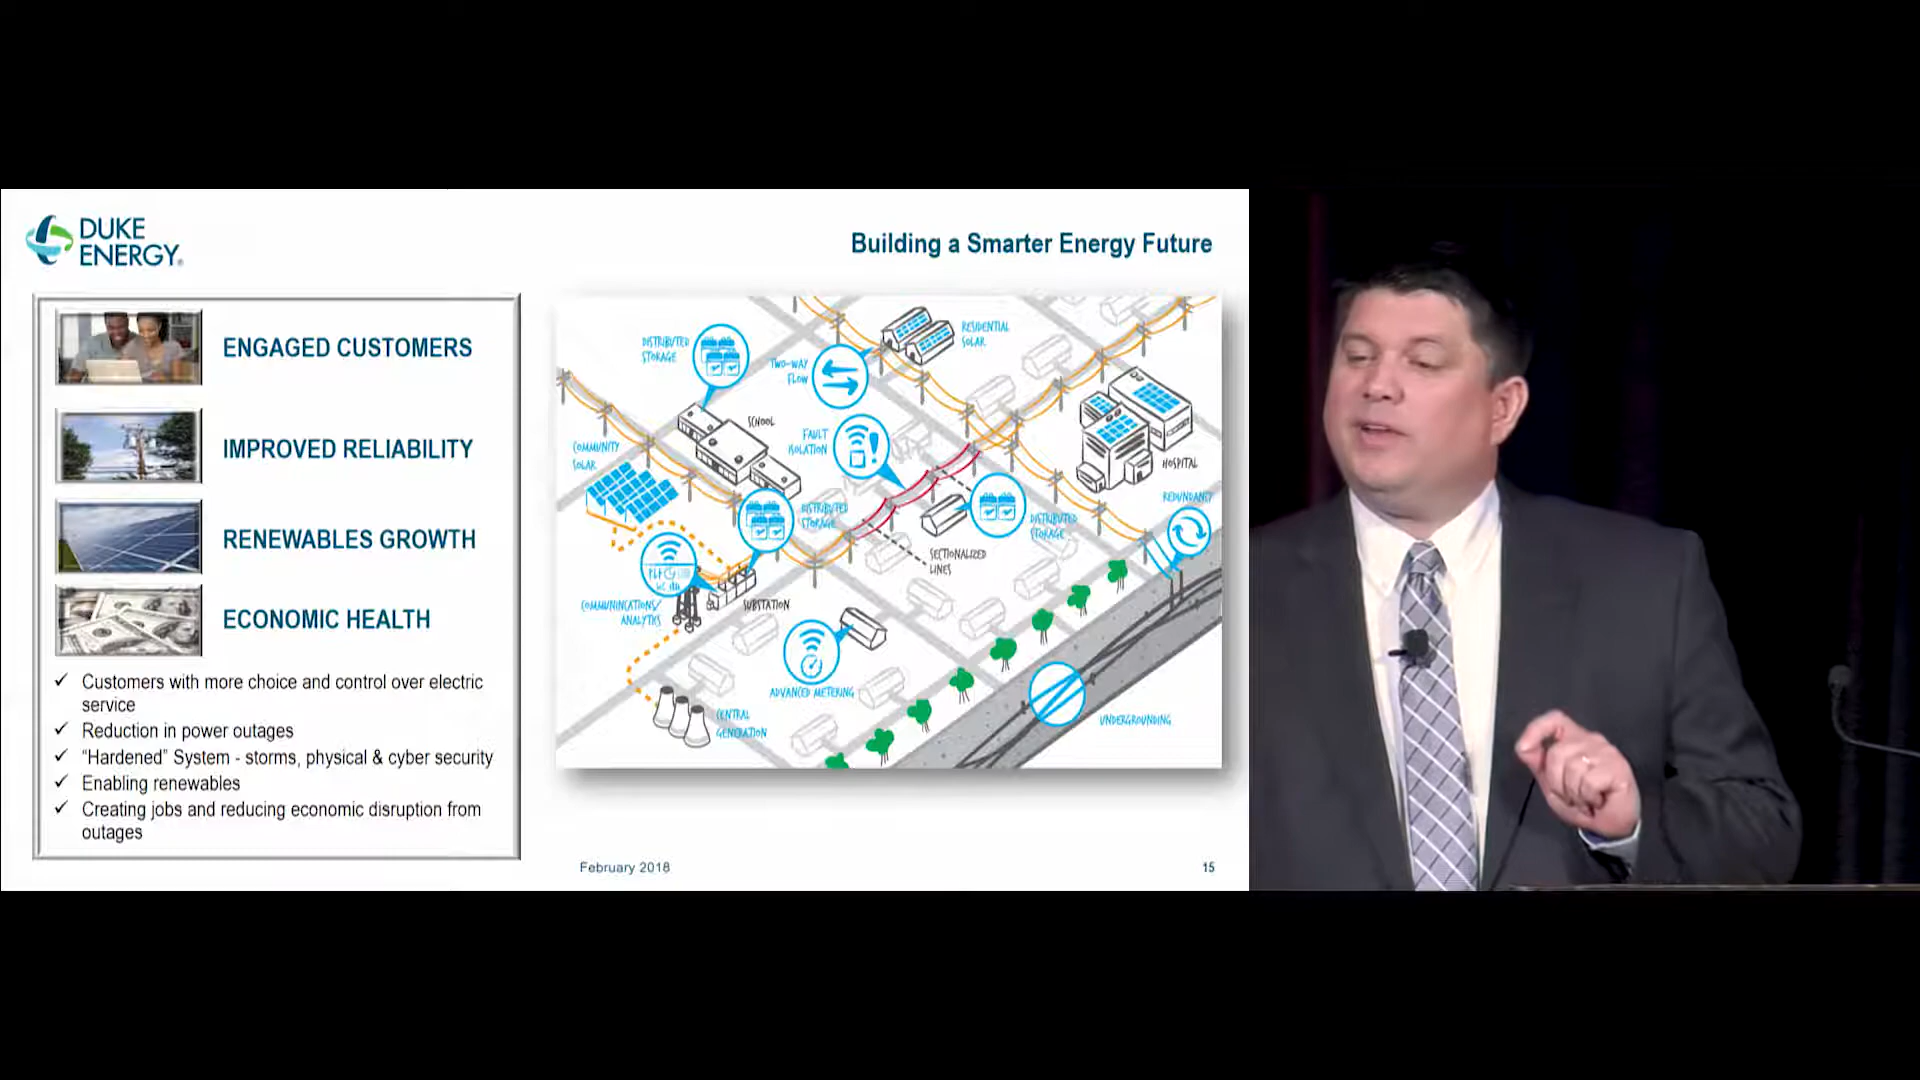 DUKE
ENERGY®
Building a Smarter Energy Future
ENGAGED CUSTOMERS
IMPROVED RELIABILITY
RENEWABLES GROWTH
ECONOMIC HEALTH
✓ Customers with more choice and control over electric
service
✓ Reduction in power outages
✓ “Hardened” System - storms, physical & cyber security
✓ Enabling renewables
✓ Creating jobs and reducing economic disruption from
outages
DISTRIBUTED
STORAGE
TWO-WAY
FLOW
RESIDENTIAL
SOLAR
SCHOOL
FAULT
ISOLATION
COMMUNITY
SOLAR
HOSPITAL
REDUNDANCY
DISTRIBUTED
STORAGE
DISTRIBUTED
STORAGE
SECTIONALIZED
LINES
COMMUNICATIONS/
ANALYTICS
SUBSTATION
ADVANCED METERING
CENTRAL
GENERATION
UNDERGROUNDING
February 2018
15